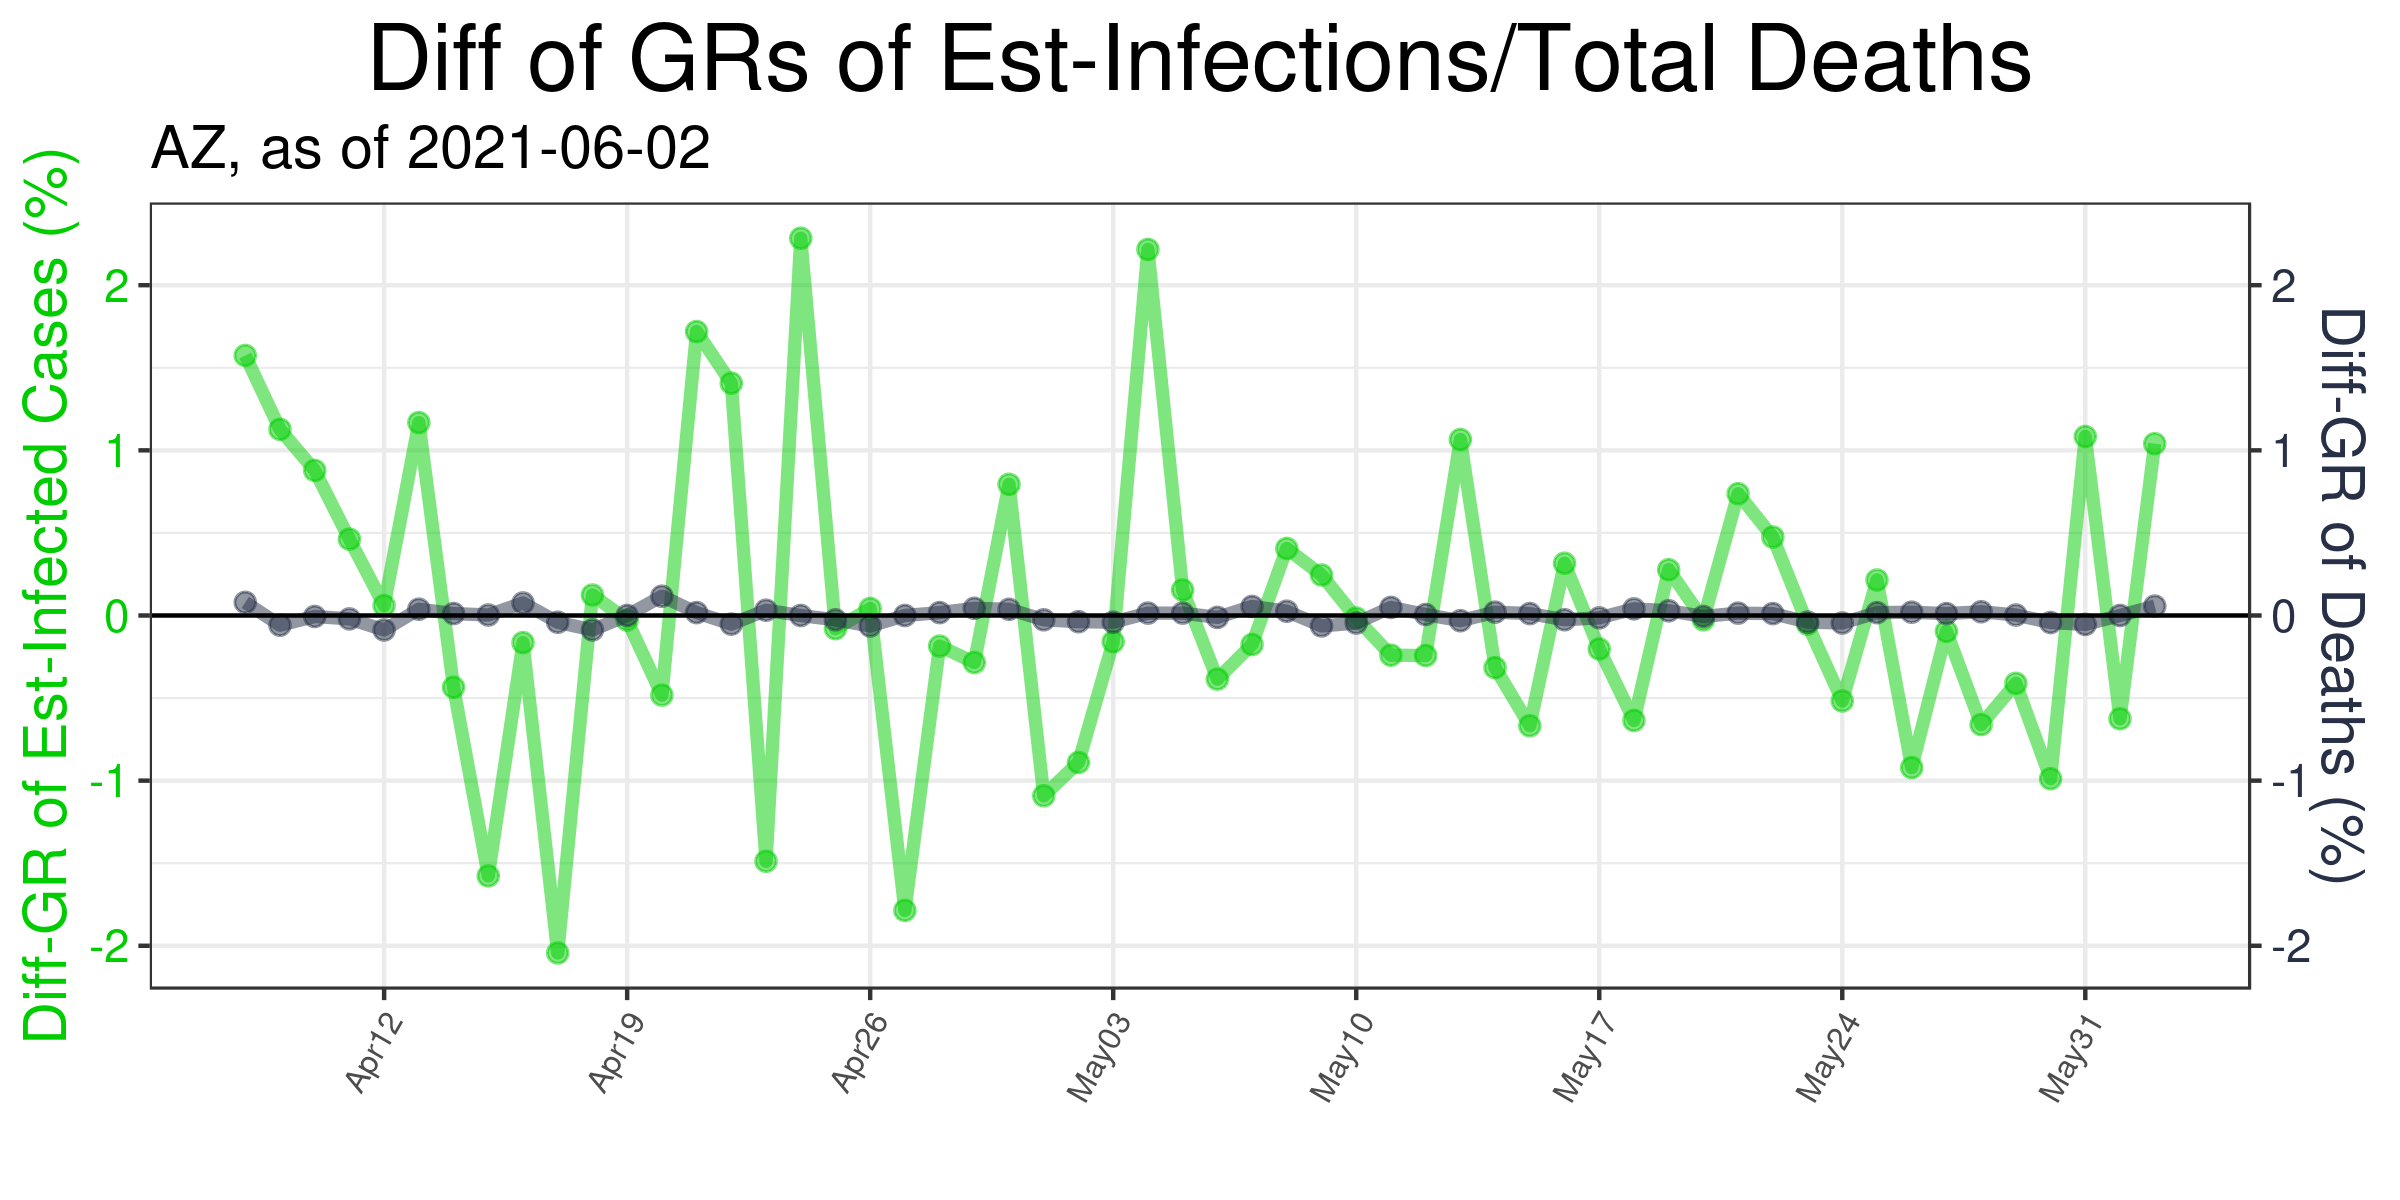 Diff of GRs of Est-Infections/Total Deaths
AZ, as of 2021-06-02
Diff-GR of Est-Infected Cases (%)
2
1
0
-1
-2
2
1
0
-1
-2
Diff-GR of Deaths (%)
Apr12
Apr19
Apr26
May03
May10
May17
May24
May31